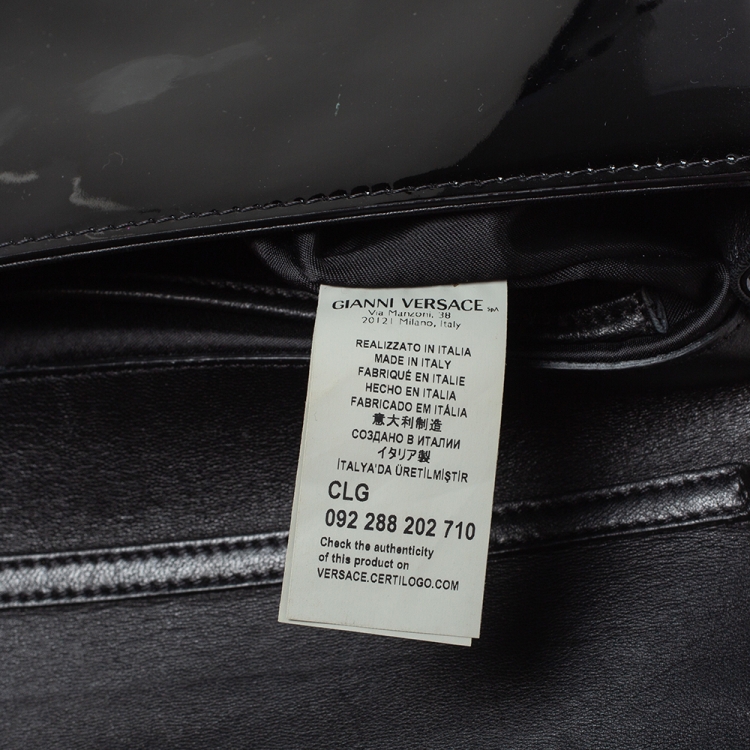 GIANNI VERSACE SpA
Via Manzoni, 38
20121 Milano, Italy
REALIZZATO IN ITALIA
MADE IN ITALY
FABRIQUÉ EN ITALIE
HECHO EN ITALIA
FABRICADO EM ITÁLIA
意大利制造
СОЗДАНО В ИТАЛИИ
イタリア製
İTALYA'DA ÜRETİLMİŞTİR
CLG
092 288 202 710
Check the authenticity
of this product on
VERSACE.CERTILOGO.COM